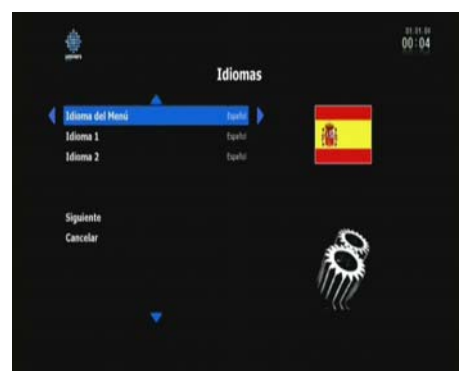 01.01.04
00:04
Idiomas
Idioma del Menú Español
Idioma 1 Español
Idioma 2 Español
Siguiente
Cancelar